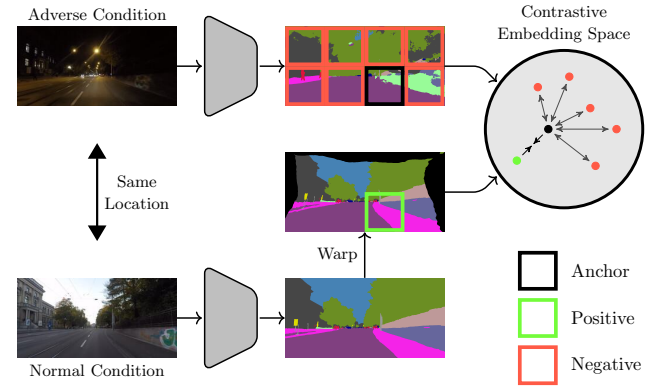 Adverse Condition
Contrastive
Embedding Space
Same
Location
Warp
Anchor
Positive
Negative
Normal Condition